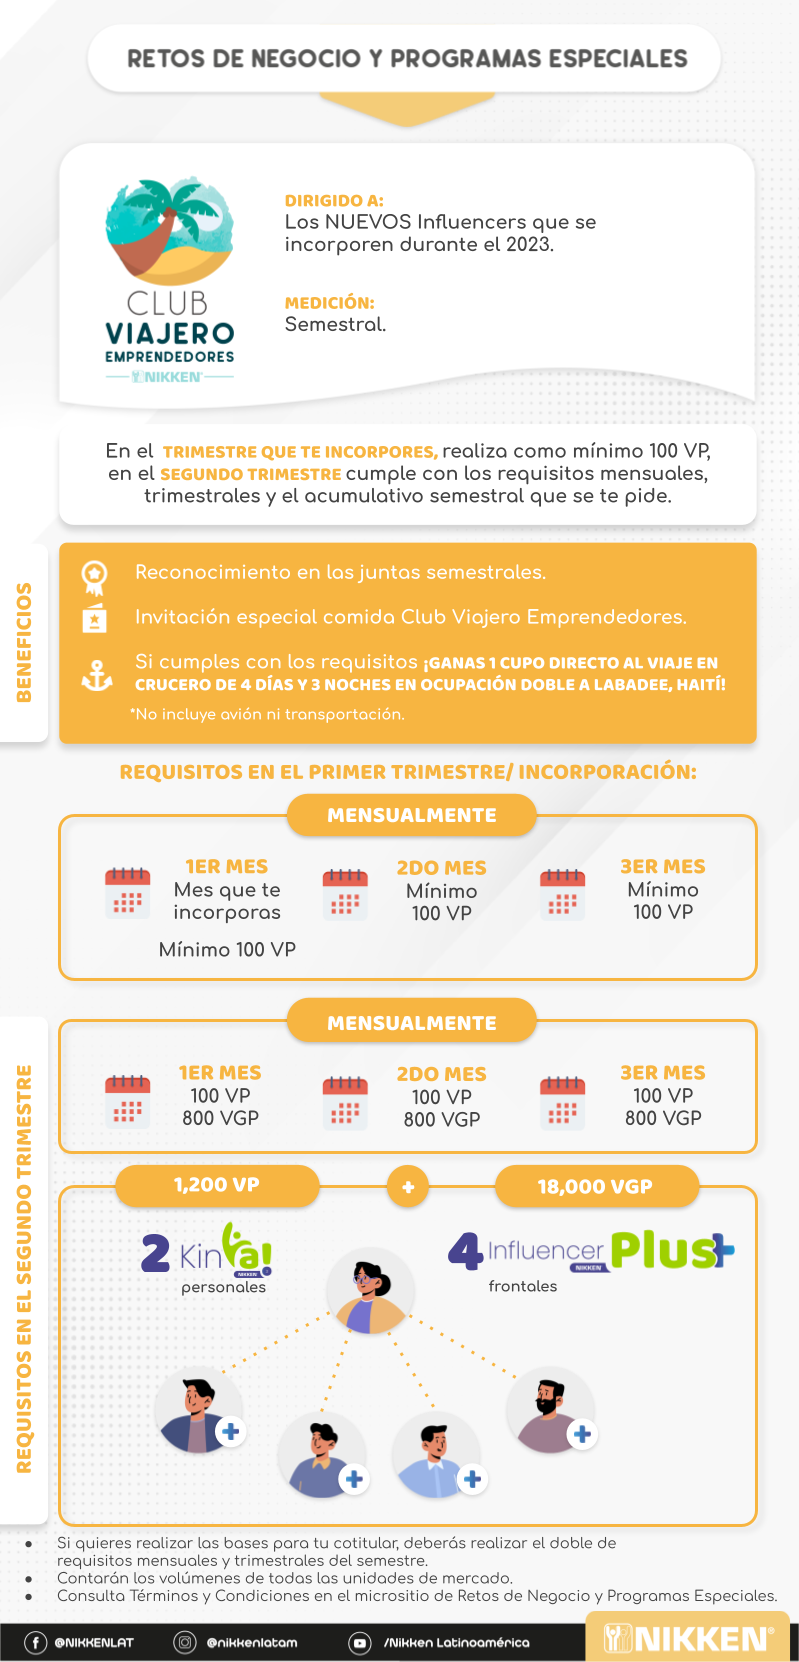 RETOS DE NEGOCIO Y PROGRAMAS ESPECIALES
CLUB
VIAJERO
EMPRENDEDORES
NIKKEN
DIRIGIDO A:
Los NUEVOS Influencers que se
incorporen durante el 2023.
MEDICIÓN:
Semestral.
En el TRIMESTRE QUE TE INCORPORES, realiza como mínimo 100 VP,
en el SEGUNDO TRIMESTRE cumple con los requisitos mensuales,
trimestrales y el acumulativo semestral que se te pide.
BENEFICIOS
Reconocimiento en las juntas semestrales.
Invitación especial comida Club Viajero Emprendedores.
Si cumples con los requisitos ¡GANAS 1 CUPO DIRECTO AL VIAJE EN
CRUCERO DE 4 DÍAS Y 3 NOCHES EN OCUPACIÓN DOBLE A LABADEE, HAITÍ!
*No incluye avión ni transportación.
REQUISITOS EN EL PRIMER TRIMESTRE/ INCORPORACIÓN:
MENSUALMENTE
1ER MES
Mes que te
incorporas
Mínimo 100 VP
2DO MES
Mínimo
100 VP
3ER MES
Mínimo
100 VP
REQUISITOS EN EL SEGUNDO TRIMESTRE
MENSUALMENTE
1ER MES
100 VP
800 VGP
2DO MES
100 VP
800 VGP
3ER MES
100 VP
800 VGP
1,200 VP + 18,000 VGP
2 KinYa!
NIKKEN
personales
4 Influencer Plus+
NIKKEN
frontales
● Si quieres realizar las bases para tu cotitular, deberás realizar el doble de
requisitos mensuales y trimestrales del semestre.
● Contarán los volúmenes de todas las unidades de mercado.
● Consulta Términos y Condiciones en el micrositio de Retos de Negocio y Programas Especiales.
@NIKKENLAT @nikkenlatam /Nikken Latinoamérica NIKKEN®